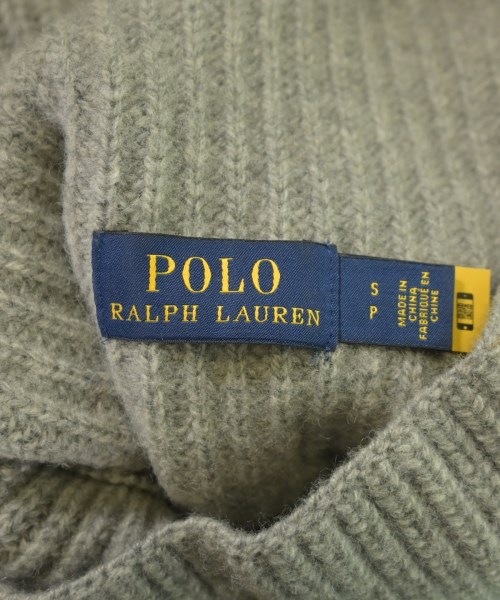 POLO
RALPH LAUREN
S
P
MADE IN
CHINA
FABRIQUÉ EN
CHINE